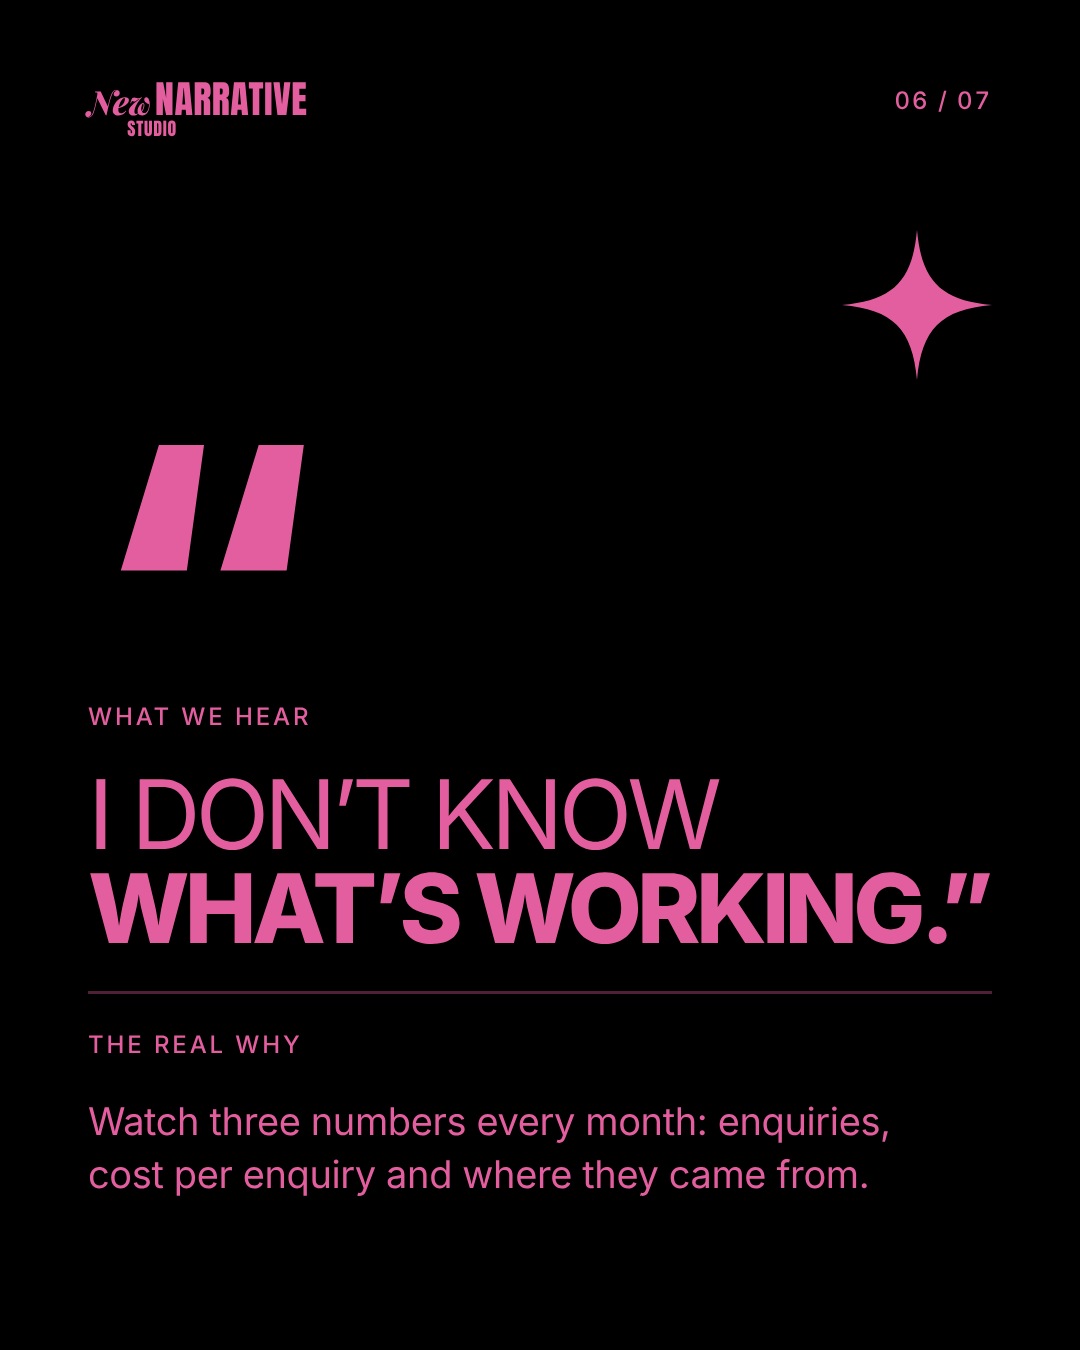 New NARRATIVE
STUDIO
06 / 07
“
WHAT WE HEAR
I DON’T KNOW
WHAT’S WORKING.”
THE REAL WHY
Watch three numbers every month: enquiries,
cost per enquiry and where they came from.